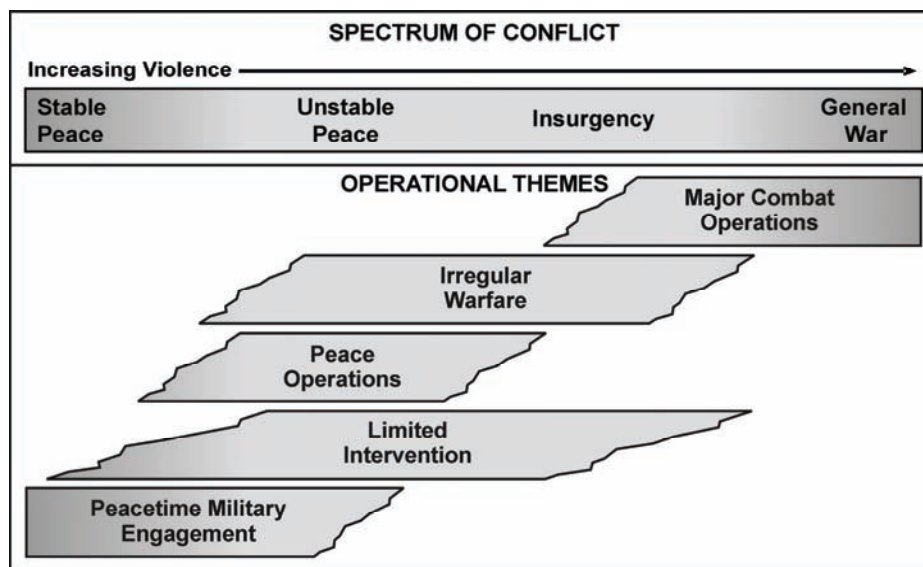 SPECTRUM OF CONFLICT
Increasing Violence
Stable
Peace
Unstable
Peace
Insurgency
General
War
OPERATIONAL THEMES
Major Combat
Operations
Irregular
Warfare
Peace
Operations
Limited
Intervention
Peacetime Military
Engagement